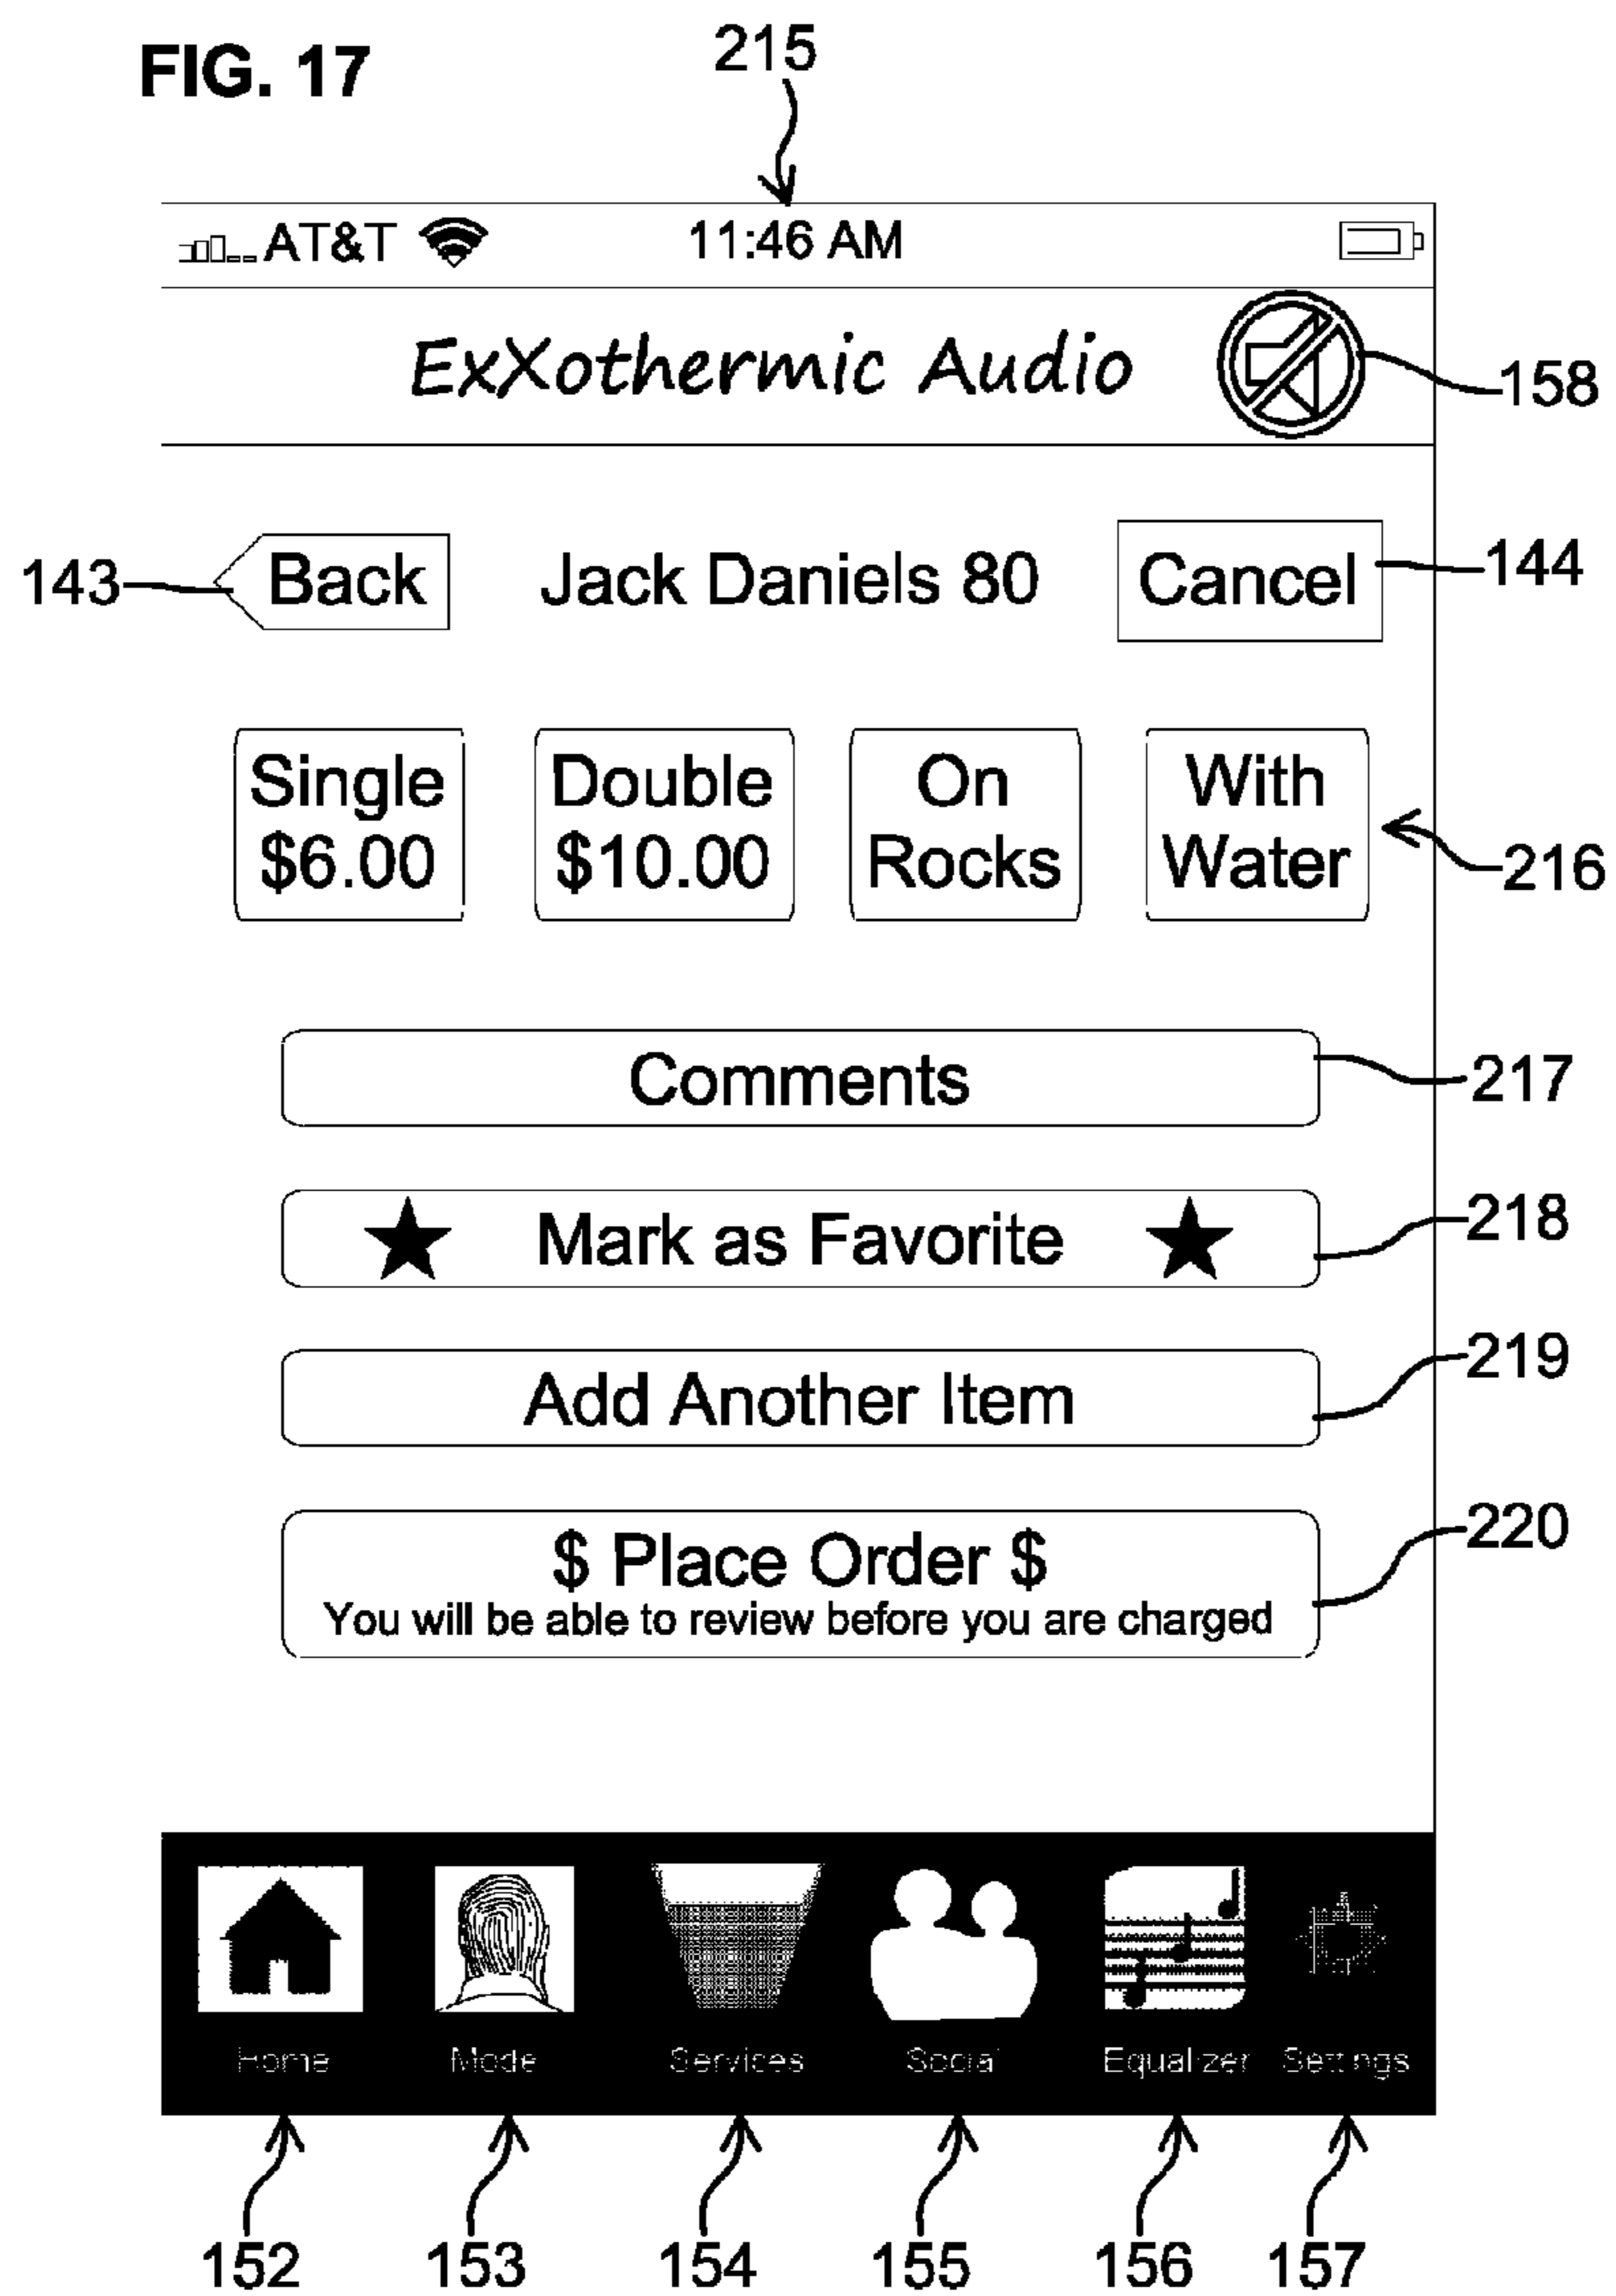 FIG. 17
215
AT&T 11:46 AM
ExXothermic Audio
158
143
Back
Jack Daniels 80
Cancel
144
Single
$6.00
Double
$10.00
On
Rocks
With
Water
216
Comments
217
★ Mark as Favorite ★
218
Add Another Item
219
$ Place Order $
You will be able to review before you are charged
220
Home Mode Services Social Equalizer Settings
152 153 154 155 156 157